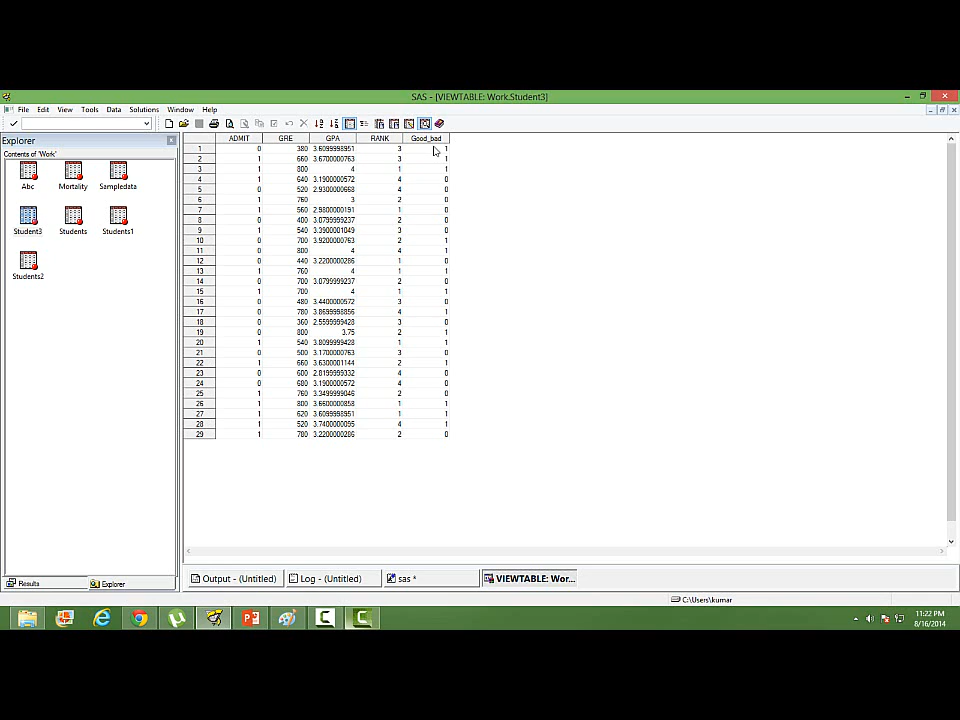 SAS - [VIEWTABLE: Work.Student3]
File Edit View Tools Data Solutions Window Help
Explorer
Contents of 'Work'
Abc Mortality Sampledata
Student3 Students Students1
Students2
ADMIT GRE GPA RANK Good_bad
1 0 380 3.6099998951 3 1
2 1 660 3.6700000763 3 1
3 1 800 4 1 1
4 1 640 3.1900000572 4 0
5 0 520 2.9300000668 4 0
6 1 760 3 2 0
7 1 560 2.9800000191 1 0
8 0 400 3.0799999237 2 0
9 1 540 3.3900001049 3 0
10 0 700 3.9200000763 2 1
11 0 800 4 4 1
12 0 440 3.2200000286 1 0
13 1 760 4 1 1
14 0 700 3.0799999237 2 0
15 1 700 4 1 1
16 0 480 3.4400000572 3 0
17 0 780 3.8699998856 4 1
18 0 360 2.5599999428 3 0
19 0 800 3.75 2 1
20 1 540 3.8099999428 1 1
21 0 500 3.1700000763 3 0
22 1 660 3.6300001144 2 1
23 0 600 2.8199999332 4 0
24 0 680 3.1900000572 4 0
25 1 760 3.3499999046 2 0
26 1 800 3.6600000858 1 1
27 1 620 3.6099998951 1 1
28 1 520 3.7400000095 4 1
29 1 780 3.2200000286 2 0
Results Explorer
Output - (Untitled) Log - (Untitled) sas * VIEWTABLE: Wor...
C:\Users\kumar
11:22 PM
8/16/2014